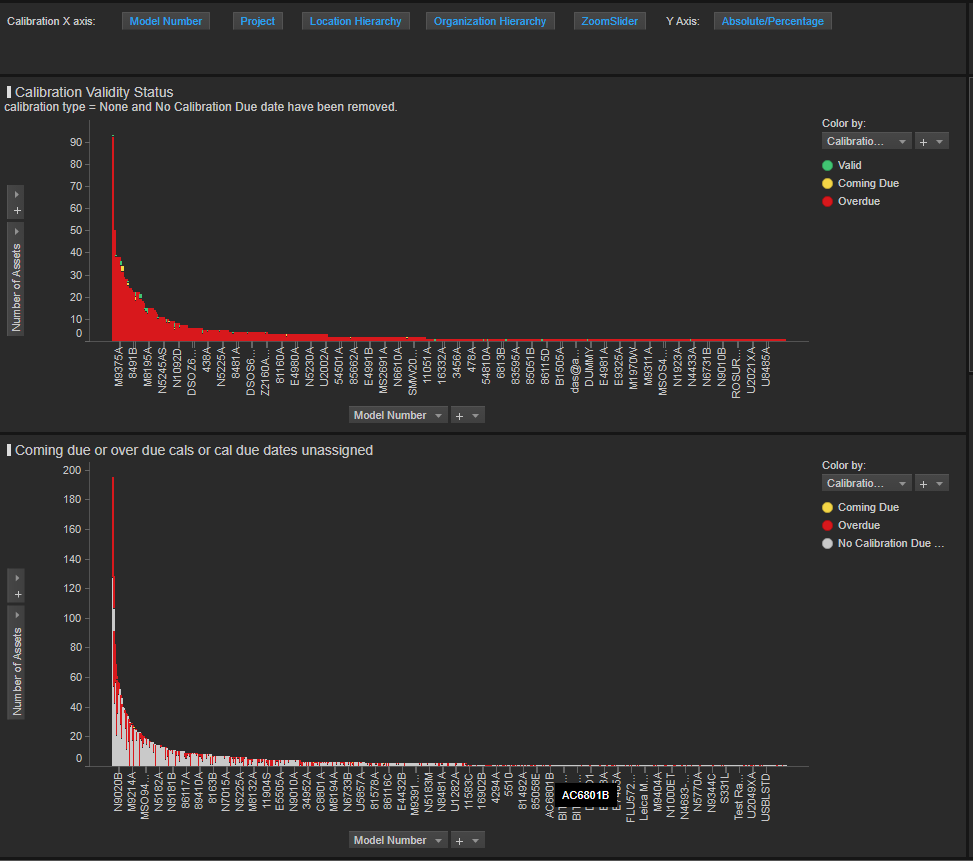 Calibration X axis: Model Number Project Location Hierarchy Organization Hierarchy ZoomSlider Y Axis: Absolute/Percentage
Calibration Validity Status
calibration type = None and No Calibration Due date have been removed.
Color by:
Calibratio... +
Valid
Coming Due
Overdue
90
80
70
60
50
40
30
20
10
0
+
Number of Assets
M9375A
8491B
M8195A
N5245AS
N1092D
DSOZ6...
438A
N5225A
8481A
DSOS6...
Z2160A...
81160A
E4980A
N5230A
U2002A
54501A
85662A
E4991B
MS2691A
N6610A
SMW20...
11051A
16332A
3456A
478A
54810A
6813B
83595A
85051B
86115D
B1505A
das@a...
DUMMY
E4981A
E9325A
M1970W
M9311A
MSOS4...
N1923A
N4433A
N6731B
N9010B
ROSUR...
U2021XA
U8485A
Model Number +
Coming due or over due cals or cal due dates unassigned
Color by:
Calibratio... +
Coming Due
Overdue
No Calibration Due ...
200
180
160
140
120
100
80
60
40
20
0
+
Number of Assets
N9020B
M9214A
MSO94...
N5182A
N5181B
86117A
89410A
8163B
N7015A
N5225A
M8132A
11304S
E5505A
N9010A
34952A
C8801A
M8194A
N6733B
U5857A
81578A
86116C
E4432B
M9391...
N5183M
N8481A
U1282A
11583C
16902B
4294A
5510
81492A
85058E
AC6801B
AC6801B
FLU572...
Leica M...
M9404A
N1000ET
N4693-...
N5770A
N9344C
S331L
Test Ra...
U2049XA
USBLSTD
Model Number +